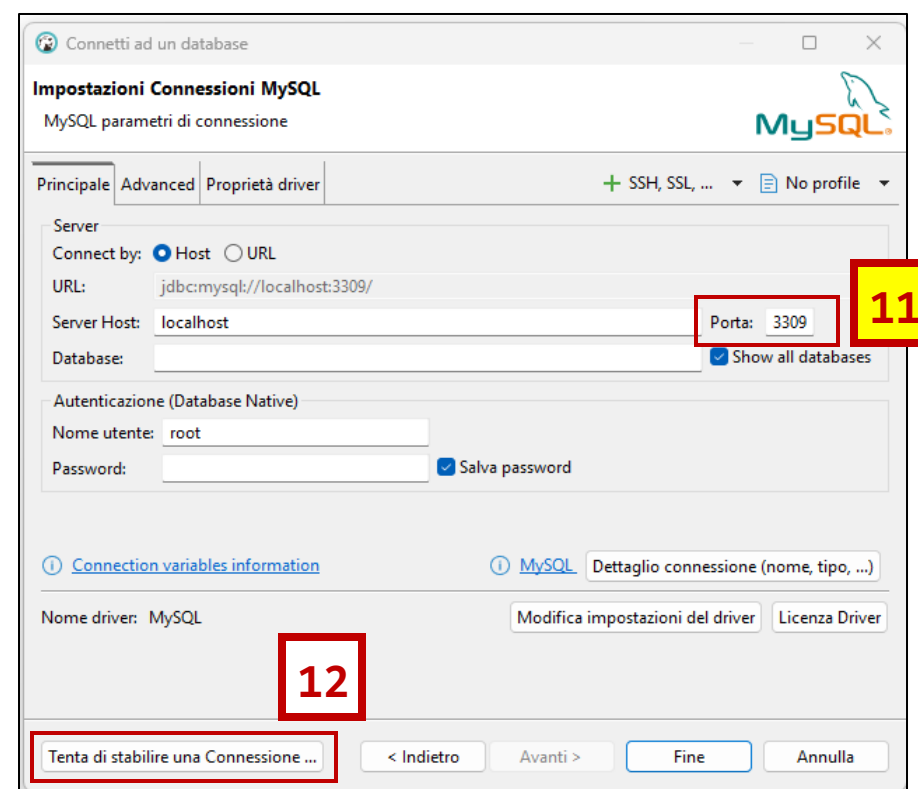 Connetti ad un database
Impostazioni Connessioni MySQL
MySQL parametri di connessione
MySQL®
Principale Advanced Proprietà driver + SSH, SSL, ... No profile
Server
Connect by: Host URL
URL: jdbc:mysql://localhost:3309/
11
Server Host: localhost Porta: 3309
Database: Show all databases
Autenticazione (Database Native)
Nome utente: root
Password: Salva password
Connection variables information MySQL Dettaglio connessione (nome, tipo, ...)
Nome driver: MySQL Modifica impostazioni del driver Licenza Driver
12
Tenta di stabilire una Connessione ... < Indietro Avanti > Fine Annulla